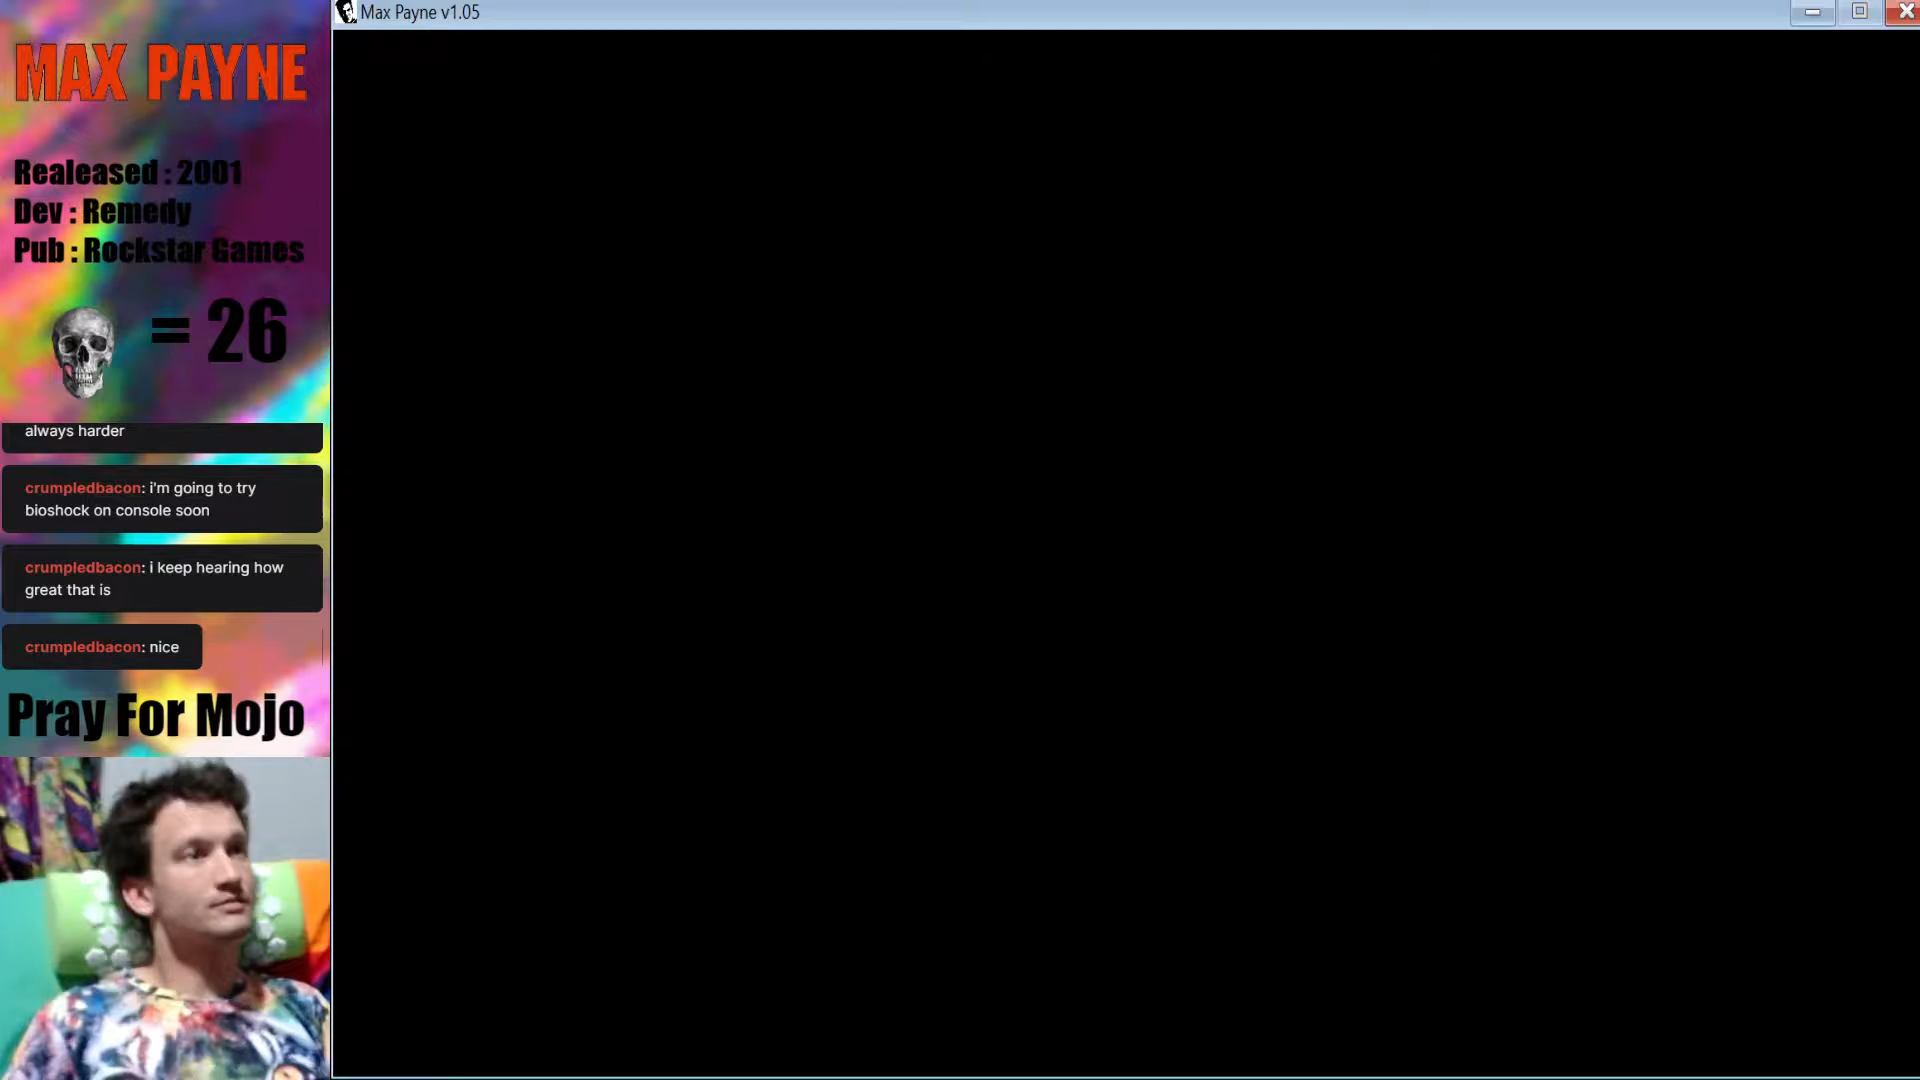 Max Payne v1.05
MAX PAYNE
Realeased : 2001
Dev : Remedy
Pub : Rockstar Games
= 26
always harder
crumpledbacon: i'm going to try
bioshock on console soon
crumpledbacon: i keep hearing how
great that is
crumpledbacon: nice
Pray For Mojo